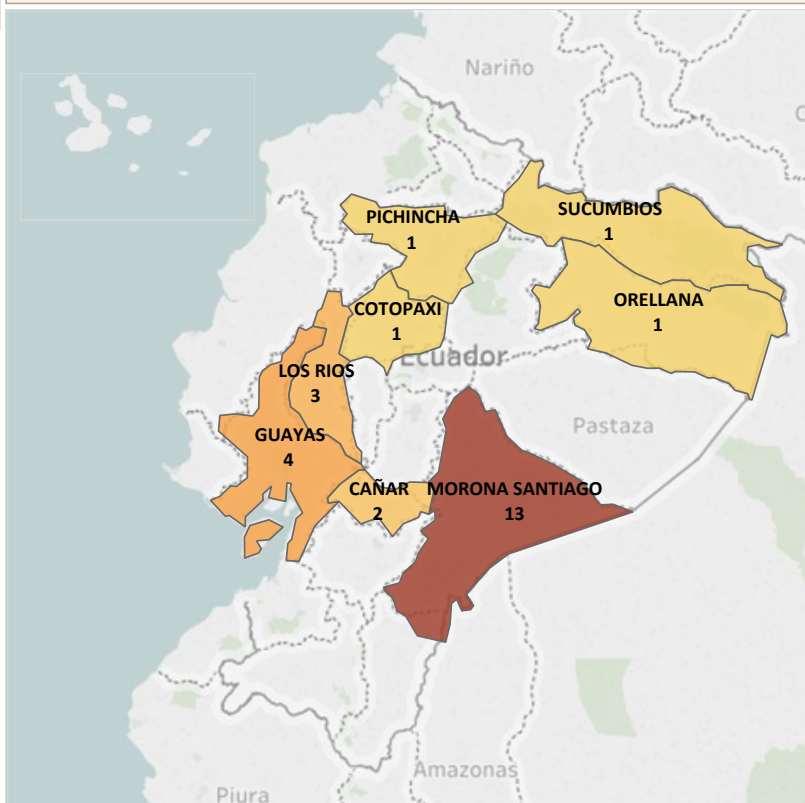 Nariño
PICHINCHA
1
SUCUMBIOS
1
COTOPAXI
1
ORELLANA
1
Ecuador
LOS RIOS
3
GUAYAS
4
Pastaza
CAÑAR
2
MORONA SANTIAGO
13
Amazonas
Piura